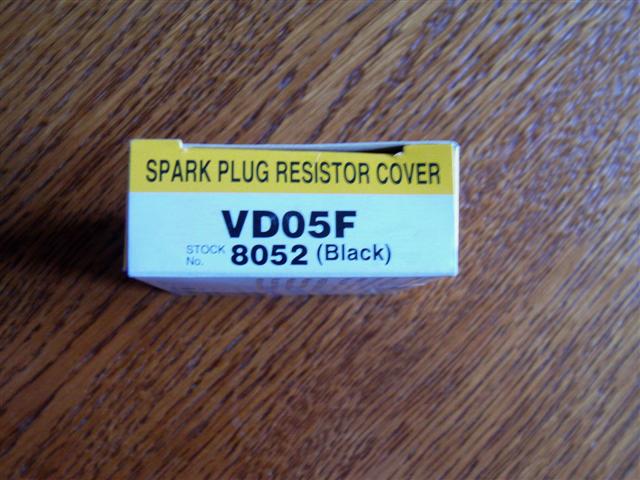 SPARK PLUG RESISTOR COVER
VD05F
STOCK No. 8052 (Black)